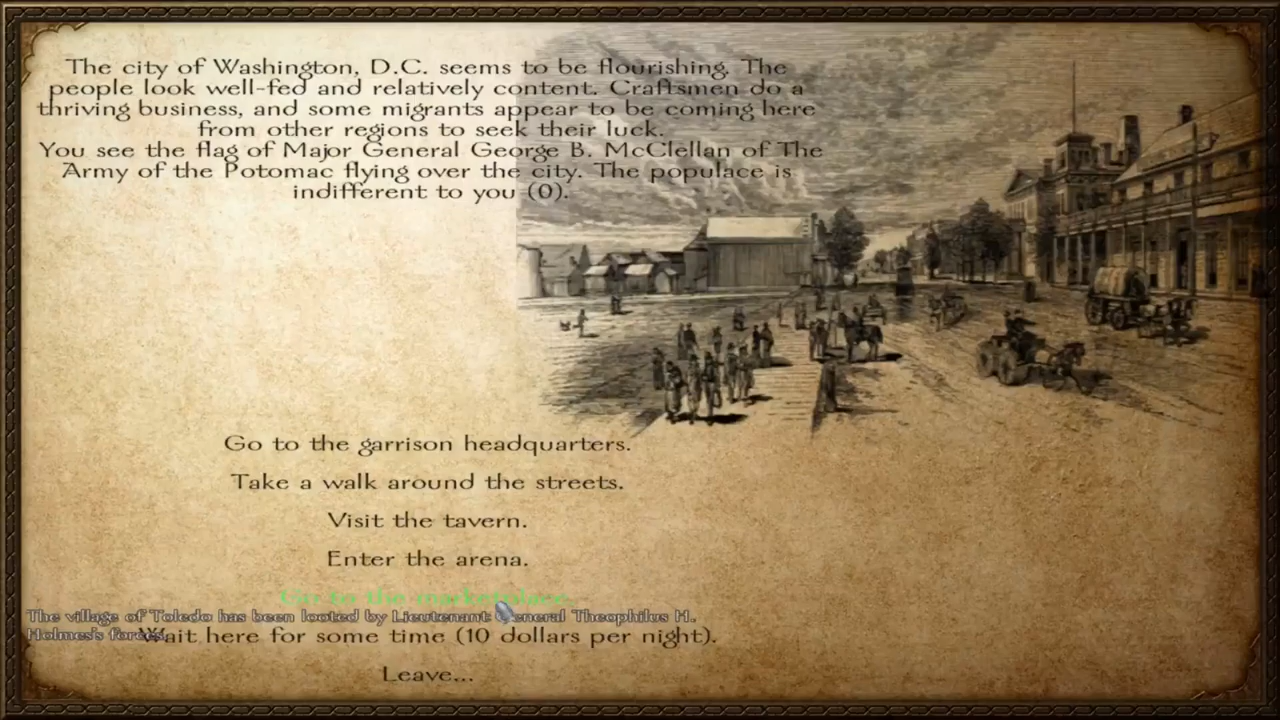 The city of Washington, D.C. seems to be flourishing. The
people look well-fed and relatively content. Craftsmen do a
thriving business, and some migrants appear to be coming here
from other regions to seek their luck.
You see the flag of Major General George B. McClellan of The
Army of the Potomac flying over the city. The populace is
indifferent to you (0).
Go to the garrison headquarters.
Take a walk around the streets.
Visit the tavern.
Enter the arena.
Go to the marketplace.
The village of Toledo has been looted by Lieutenant General Theophilus H.
Holmes's forces.
Wait here for some time (10 dollars per night).
Leave...